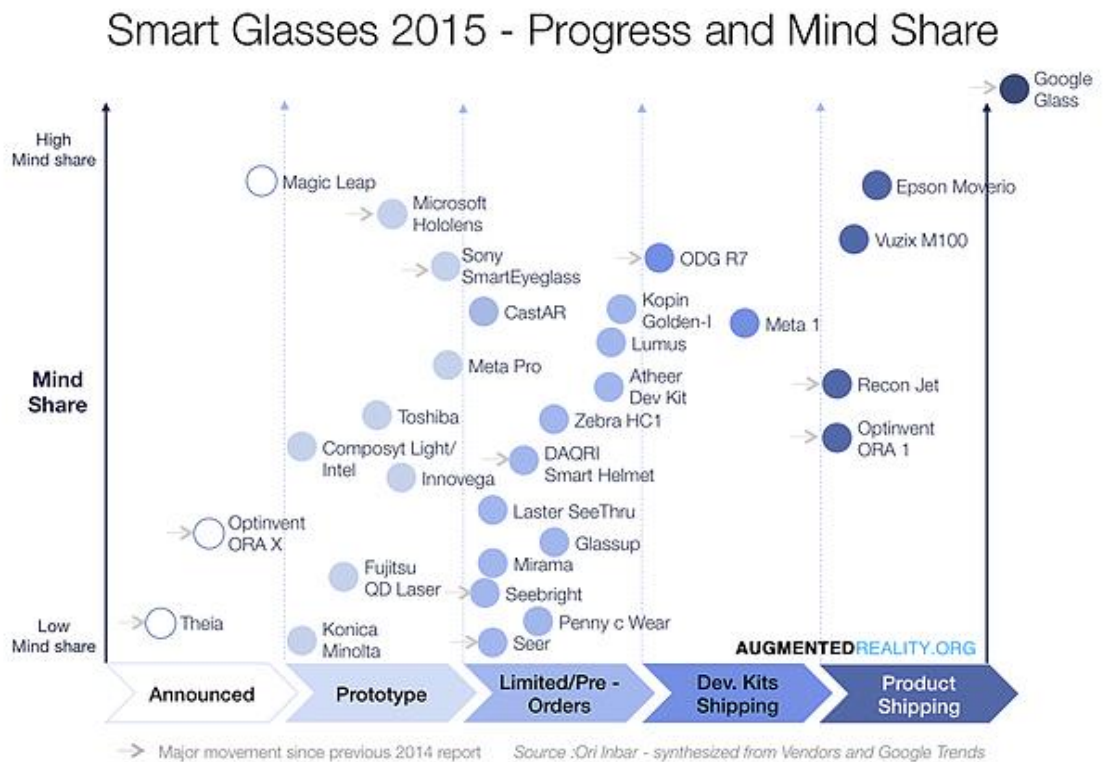 Smart Glasses 2015 - Progress and Mind Share
Google
Glass
High
Mind share
Magic Leap
Epson Moverio
Microsoft
Hololens
Vuzix M100
Sony
SmartEyeglass
ODG R7
CastAR
Kopin
Golden-I
Meta 1
Lumus
Meta Pro
Mind
Share
Atheer
Dev Kit
Recon Jet
Toshiba
Zebra HC1
Optinvent
ORA 1
Composyt Light/
Intel
DAQRI
Smart Helmet
Innovega
Laster SeeThru
Optinvent
ORA X
Glassup
Mirama
Fujitsu
QD Laser
Seebright
Theia
Penny c Wear
Low
Mind share
Konica
Minolta
Seer
AUGMENTEDREALITY.ORG
Announced
Prototype
Limited/Pre -
Orders
Dev. Kits
Shipping
Product
Shipping
Major movement since previous 2014 report
Source :Ori Inbar - synthesized from Vendors and Google Trends